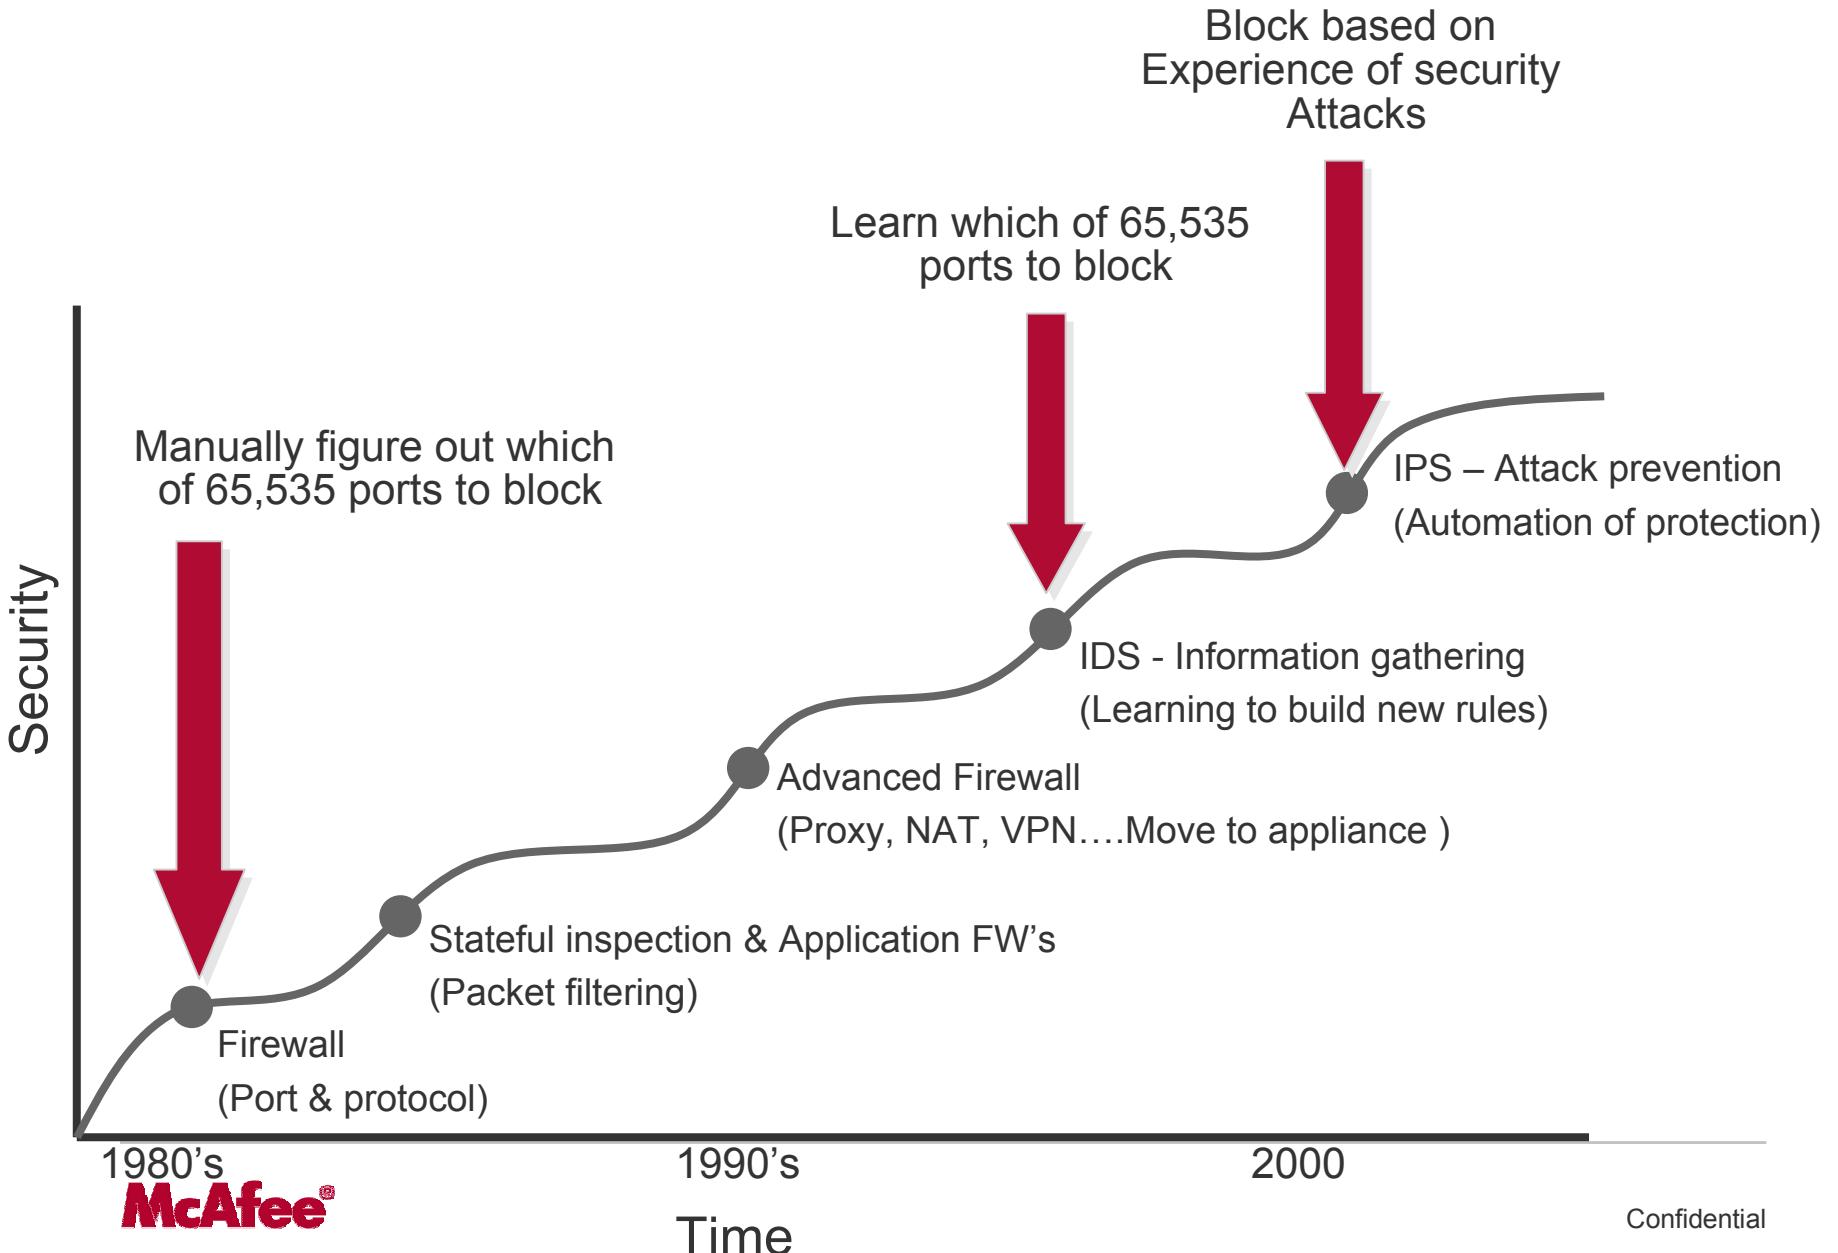 Block based on
Experience of security
Attacks
Learn which of 65,535
ports to block
Manually figure out which
of 65,535 ports to block
IPS – Attack prevention
(Automation of protection)
Security
IDS - Information gathering
(Learning to build new rules)
Advanced Firewall
(Proxy, NAT, VPN….Move to appliance )
Stateful inspection & Application FW’s
(Packet filtering)
Firewall
(Port & protocol)
1980’s
1990’s
2000
McAfee®
Time
Confidential